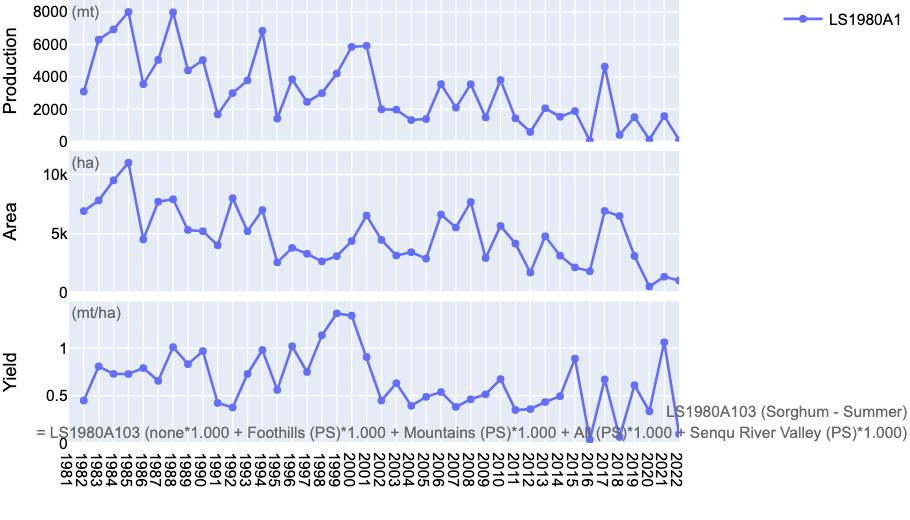 8000 (mt)
LS1980A1
6000
4000
2000
0
Production
(ha)
10k
5k
0
Area
(mt/ha)
1
0.5
0
Yield
LS1980A103 (Sorghum - Summer)
= LS1980A103 (none*1.000 + Foothills (PS)*1.000 + Mountains (PS)*1.000 + All (PS)*1.000 + Senqu River Valley (PS)*1.000)
1981 1982 1983 1984 1985 1986 1987 1988 1989 1990 1991 1992 1993 1994 1995 1996 1997 1998 1999 2000 2001 2002 2003 2004 2005 2006 2007 2008 2009 2010 2011 2012 2013 2014 2015 2016 2017 2018 2019 2020 2021 2022